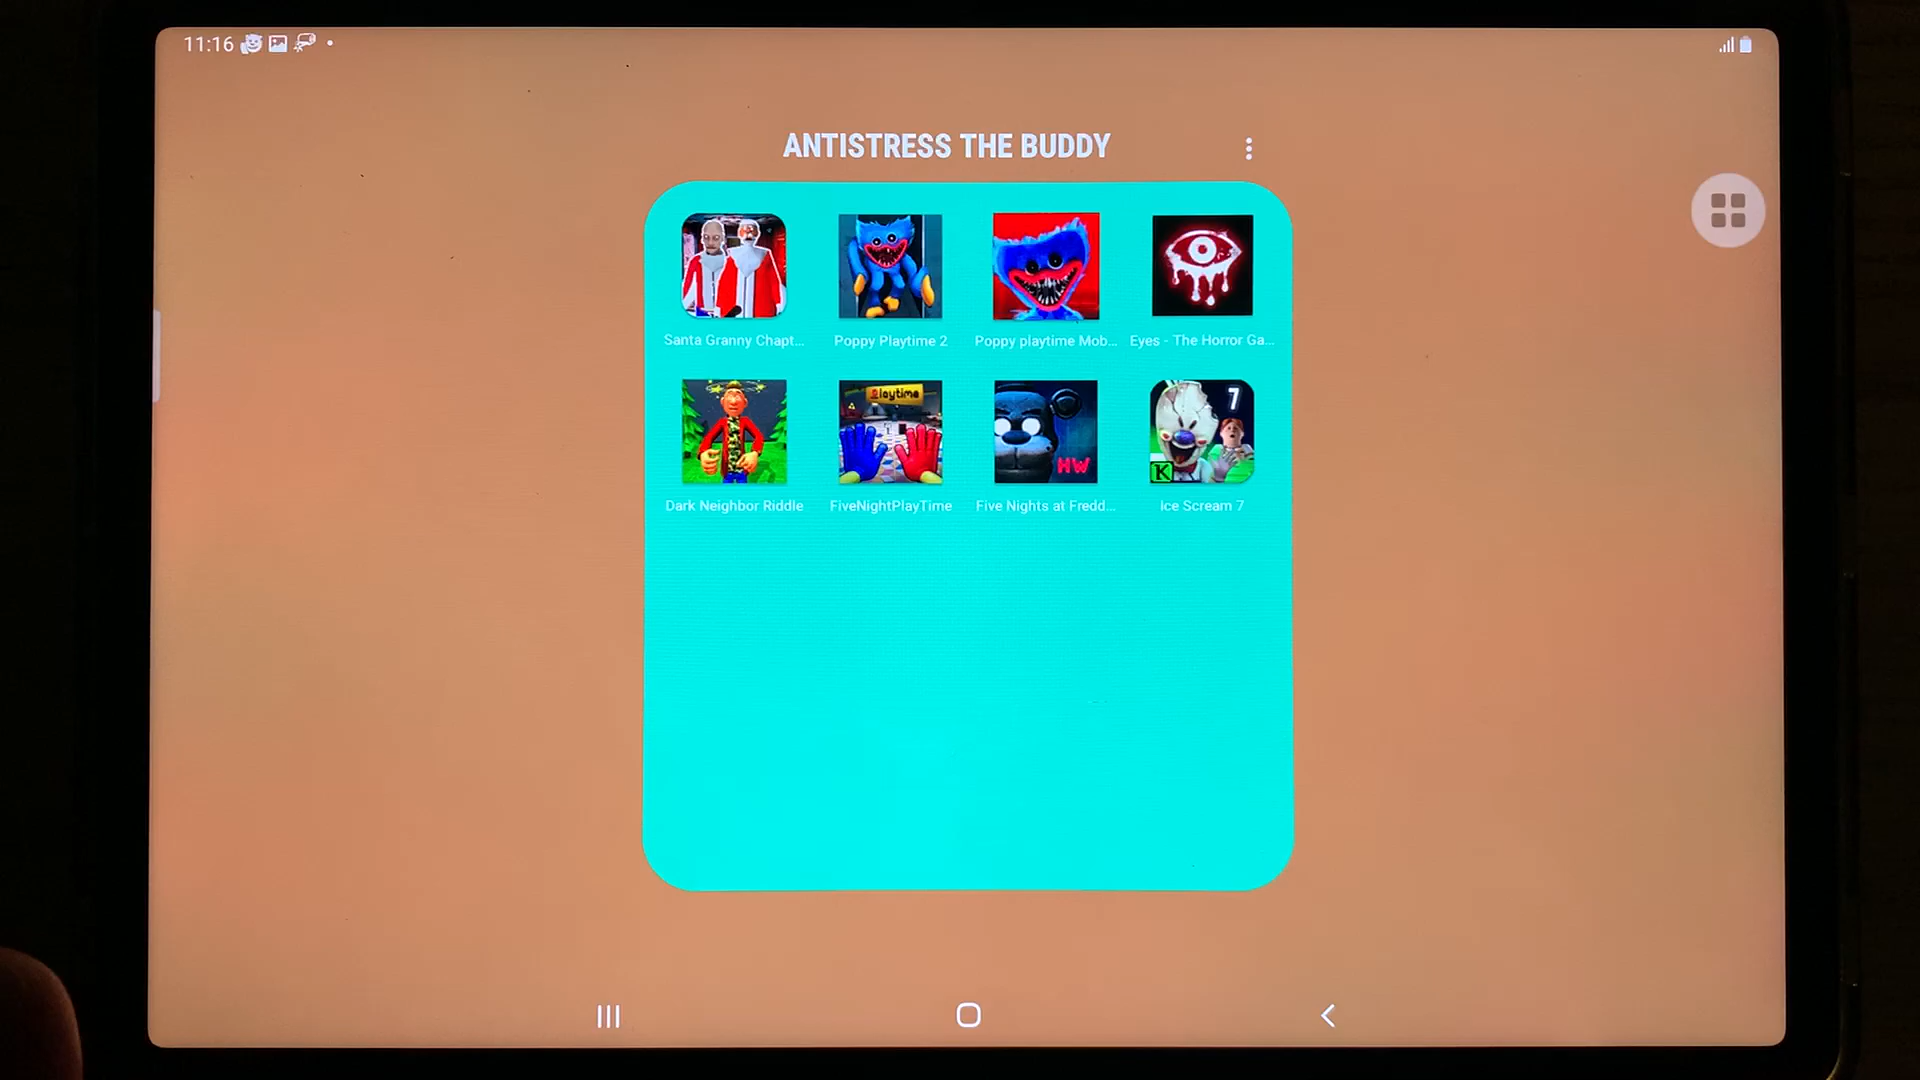 11:16
ANTISTRESS THE BUDDY
Santa Granny Chapt...
Poppy Playtime 2
Poppy playtime Mob...
Eyes - The Horror Ga...
Playtime
HW
7
K
Dark Neighbor Riddle
FiveNightPlayTime
Five Nights at Fredd...
Ice Scream 7